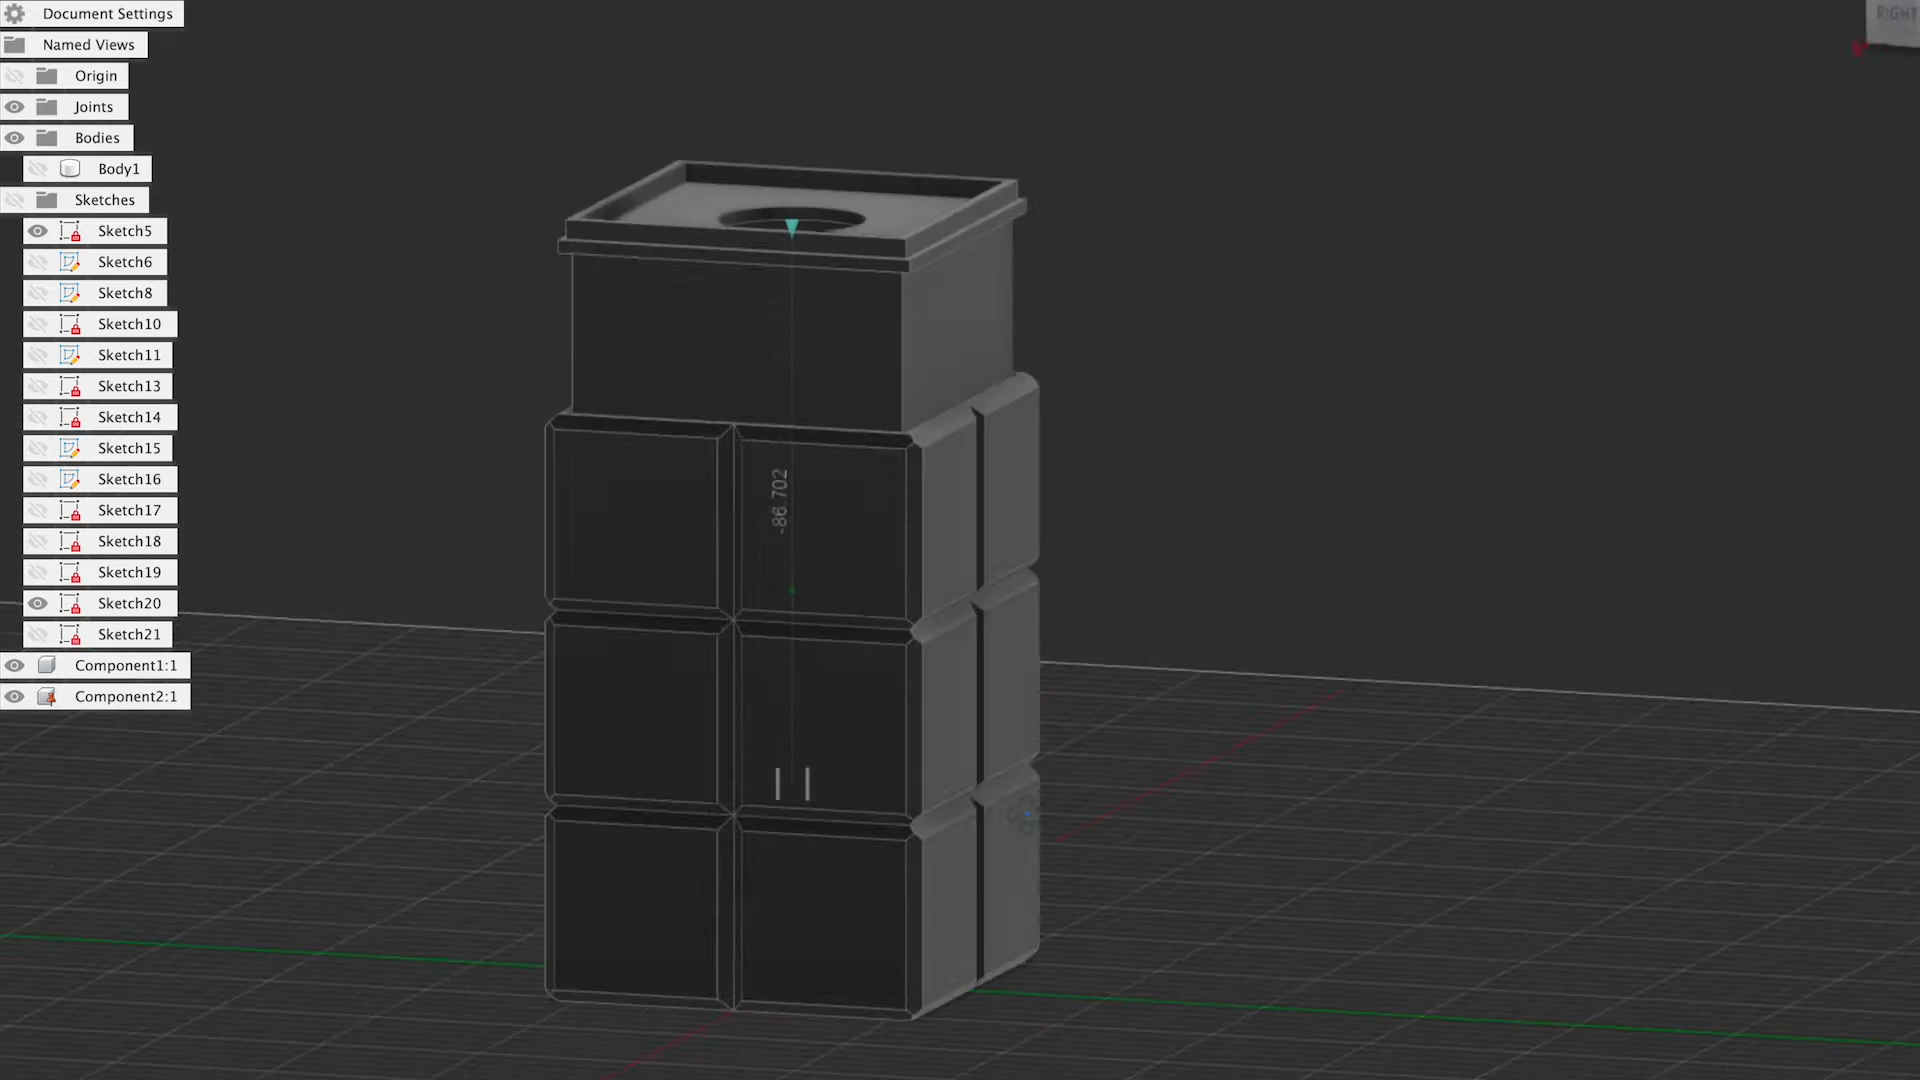 Document Settings
Named Views
Origin
Joints
Bodies
Body1
Sketches
Sketch5
Sketch6
Sketch8
Sketch10
Sketch11
Sketch13
Sketch14
Sketch15
Sketch16
Sketch17
Sketch18
Sketch19
Sketch20
Sketch21
Component1:1
Component2:1
-86.702
RIGHT